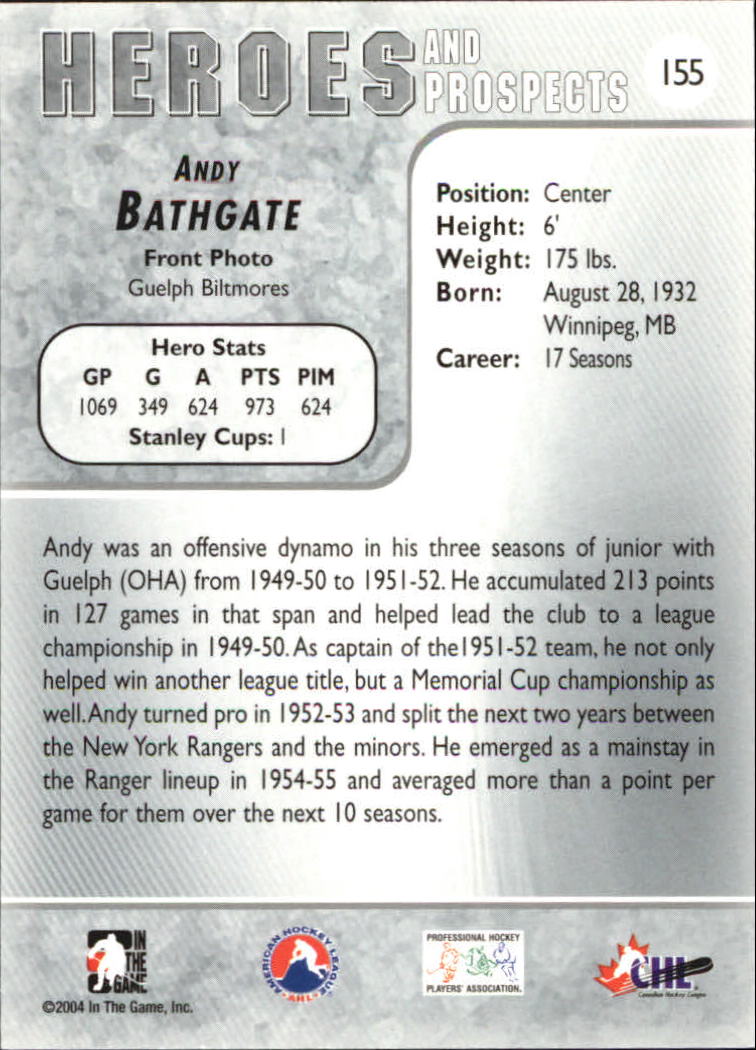 HEROES AND PROSPECTS
155
ANDY
BATHGATE
Front Photo
Guelph Biltmores
Hero Stats
GP G A PTS PIM
1069 349 624 973 624
Stanley Cups: 1
Position: Center
Height: 6'
Weight: 175 lbs.
Born: August 28, 1932
Winnipeg, MB
Career: 17 Seasons
Andy was an offensive dynamo in his three seasons of junior with
Guelph (OHA) from 1949-50 to 1951-52. He accumulated 213 points
in 127 games in that span and helped lead the club to a league
championship in 1949-50. As captain of the1951-52 team, he not only
helped win another league title, but a Memorial Cup championship as
well. Andy turned pro in 1952-53 and split the next two years between
the New York Rangers and the minors. He emerged as a mainstay in
the Ranger lineup in 1954-55 and averaged more than a point per
game for them over the next 10 seasons.
IN
THE
GAME
©2004 In The Game, Inc.
AMERICAN HOCKEY LEAGUE
AHL
PROFESSIONAL HOCKEY
PLAYERS' ASSOCIATION.
CHL
Canadian Hockey League